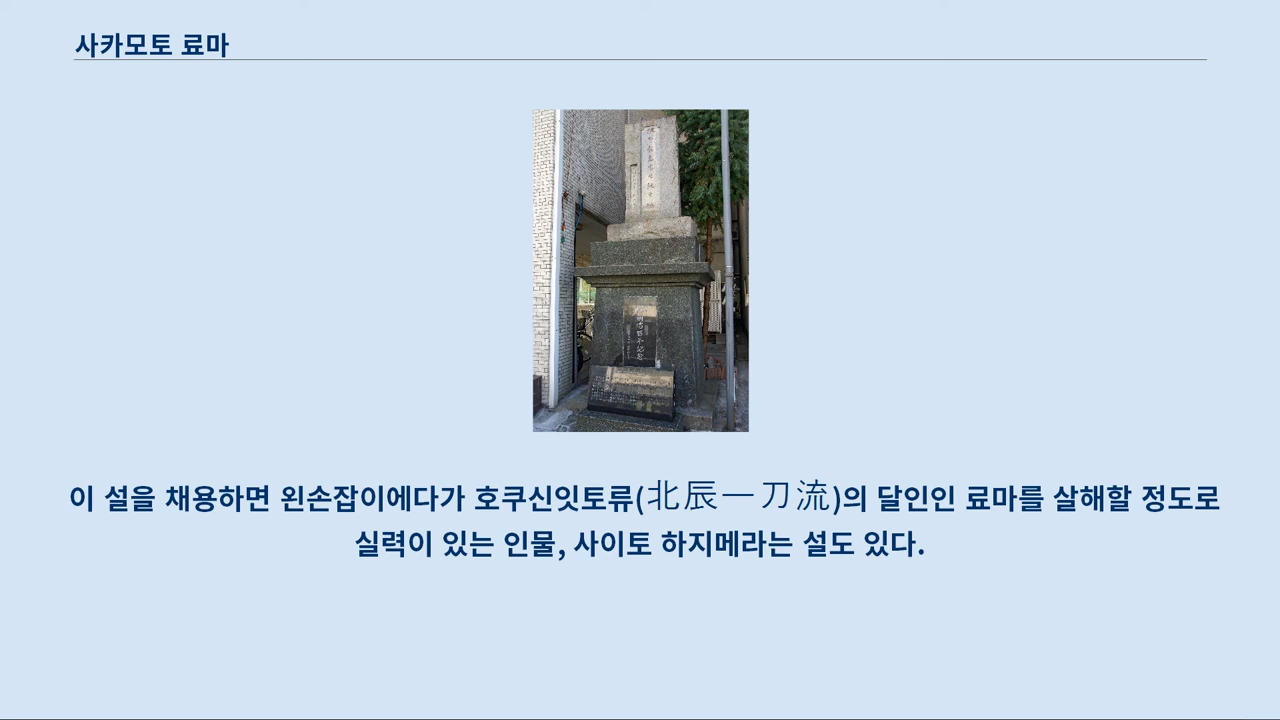 사카모토 료마
이 설을 채용하면 왼손잡이에다가 호쿠신잇토류(北辰一刀流)의 달인인 료마를 살해할 정도로
실력이 있는 인물, 사이토 하지메라는 설도 있다.